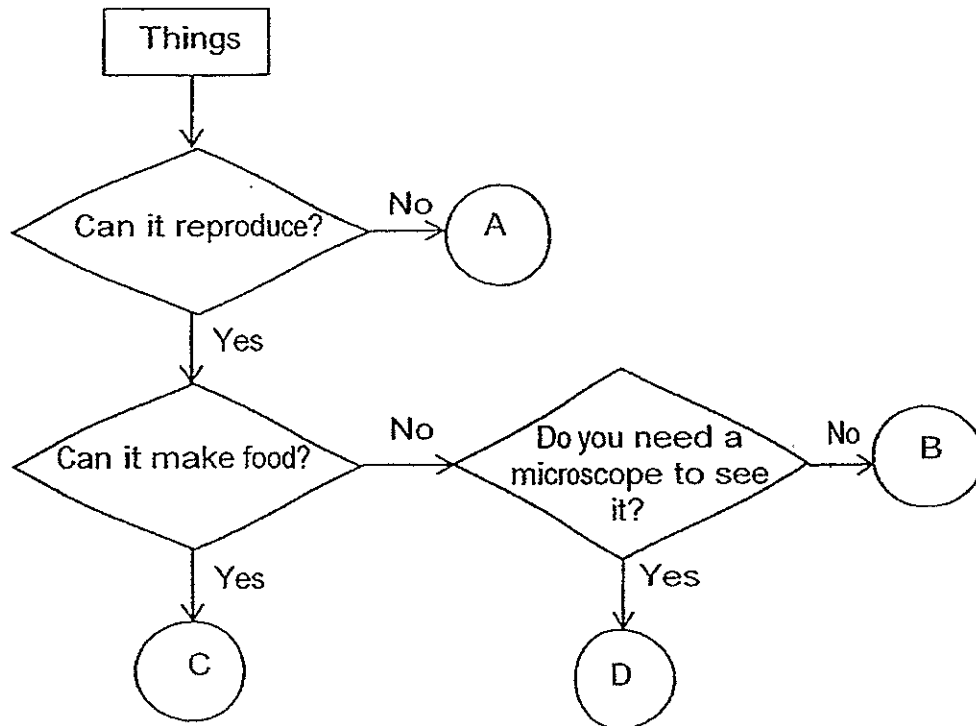 Things
Can it reproduce?
No
A
Yes
Can it make food?
No
Do you need a
microscope to see
it?
No
B
Yes
C
Yes
D